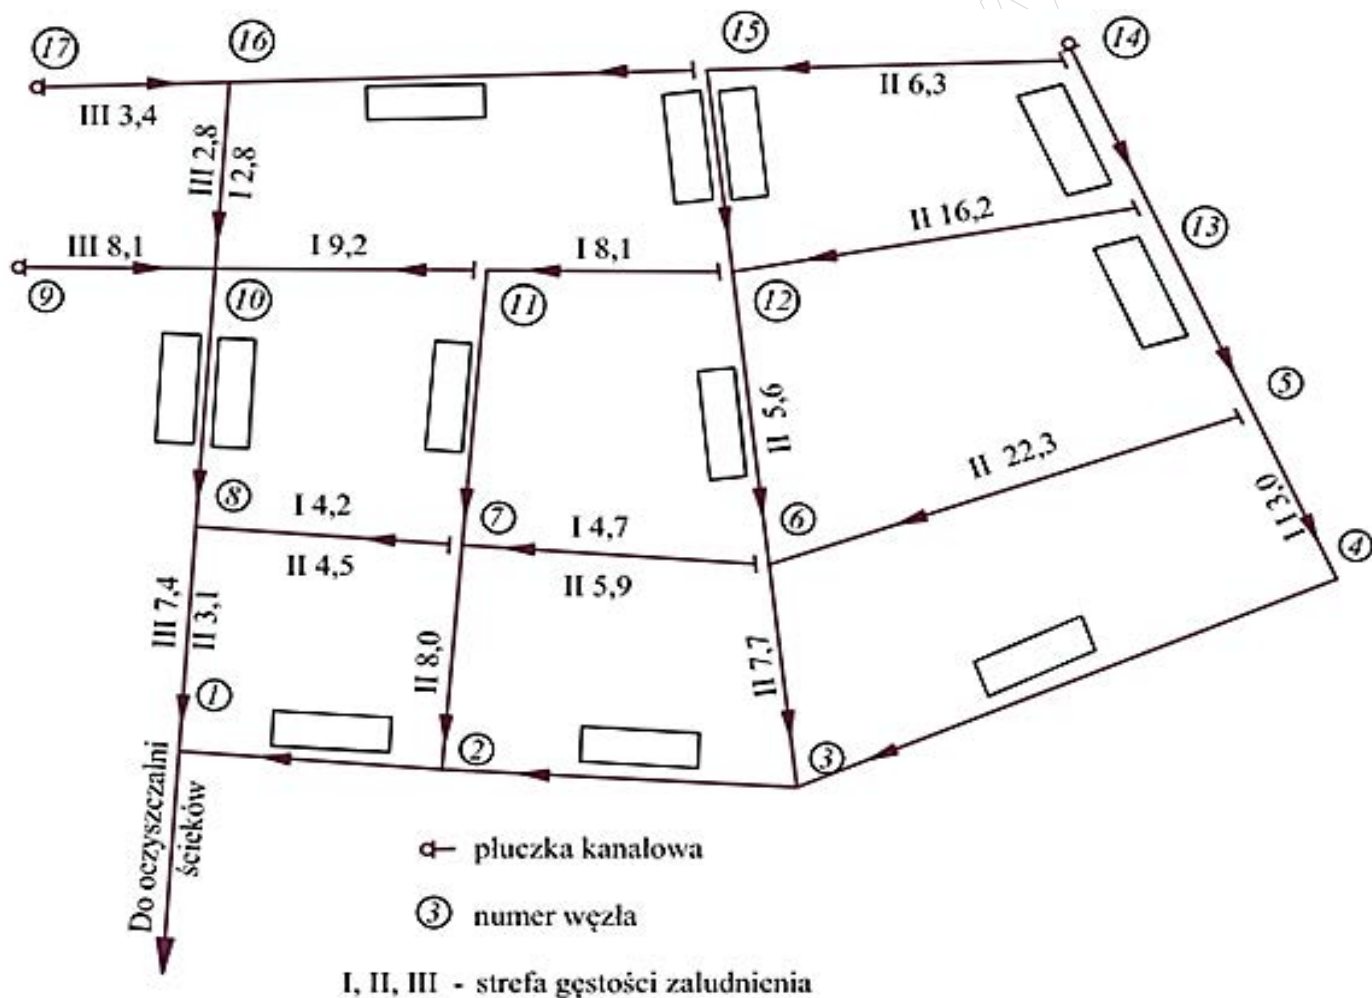 17
16
15
14
III 3,4
II 6,3
III 2,8
I 2,8
II 16,2
13
III 8,1
I 9,2
I 8,1
9
10
11
12
II 5,6
5
II 22,3
8
I 4,2
7
I 4,7
6
I 13,0
4
II 4,5
II 5,9
III 7,4
II 3,1
II 8,0
II 7,7
1
2
3
Do oczyszczalni
ścieków
płuczka kanałowa
3 numer węzła
I, II, III - strefa gęstości zaludnienia